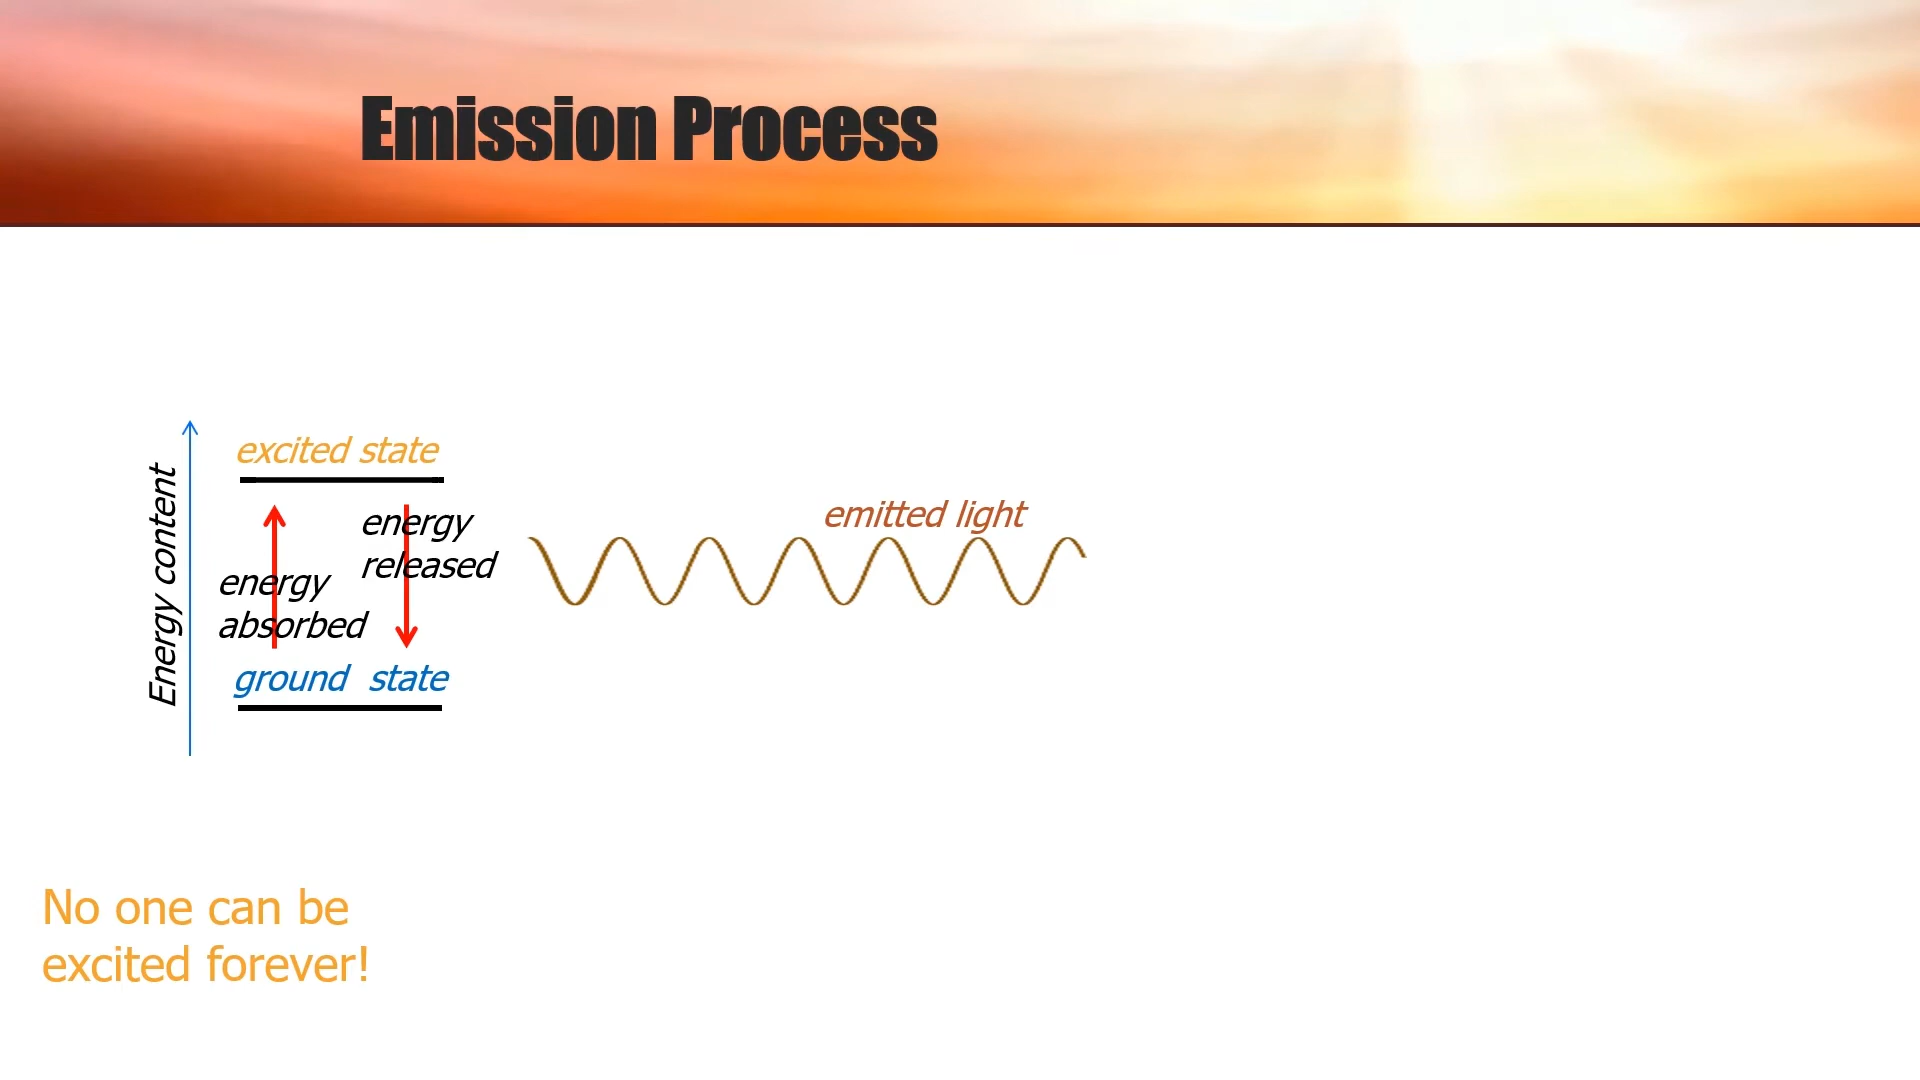 Emission Process
excited state
energy
released
energy
absorbed
Energy content
ground state
emitted light
No one can be
excited forever!